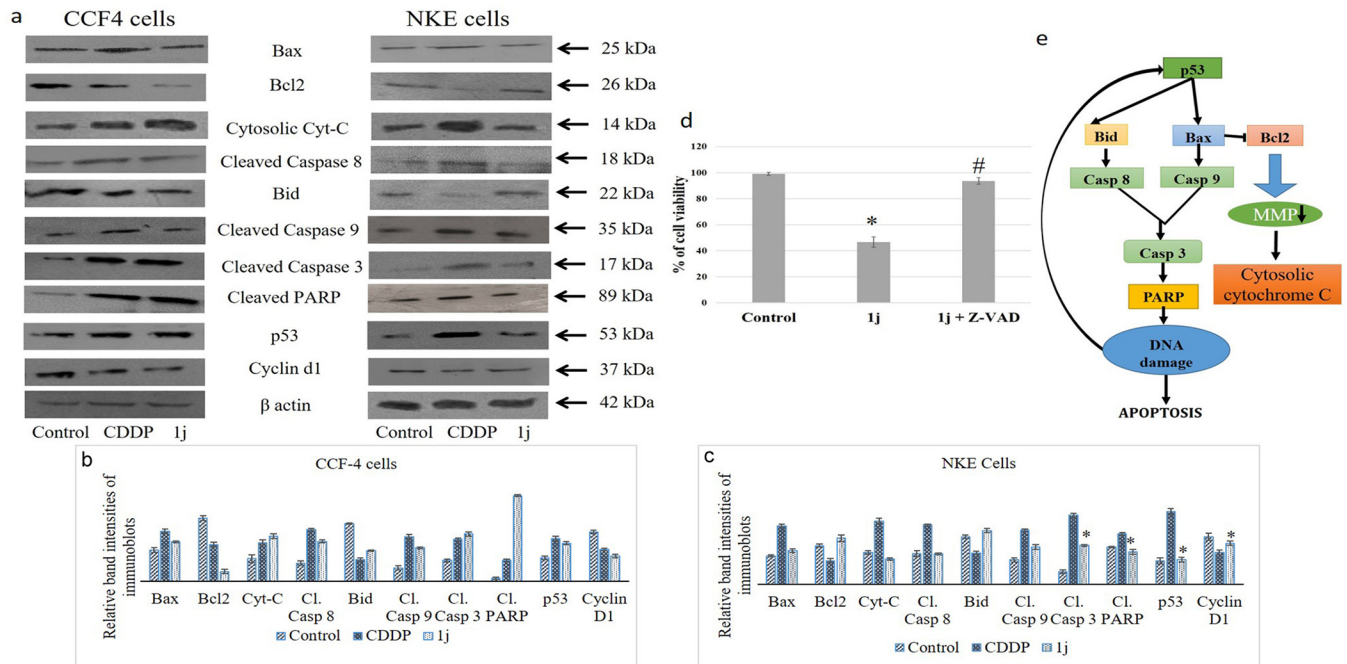 a
CCF4 cells
NKE cells
Bax
25 kDa
Bcl2
26 kDa
Cytosolic Cyt-C
14 kDa
Cleaved Caspase 8
18 kDa
Bid
22 kDa
Cleaved Caspase 9
35 kDa
Cleaved Caspase 3
17 kDa
Cleaved PARP
89 kDa
p53
53 kDa
Cyclin d1
37 kDa
β actin
42 kDa
Control CDDP 1j
Control CDDP 1j
d
% of cell viability
120
100
80
60
40
20
0
*
#
Control 1j 1j + Z-VAD
e
p53
Bid Bax Bcl2
Casp 8 Casp 9
MMP
Casp 3
Cytosolic
cytochrome C
PARP
DNA
damage
APOPTOSIS
b
CCF-4 cells
Relative band intensities of
immunoblots
Bax Bcl2 Cyt-C Cl. Bid Cl. Cl. Cl. p53 Cyclin
Casp 8 Casp 9 Casp 3 PARP D1
Control CDDP 1j
c
NKE Cells
Relative band intensities of
immunoblots
* * * *
Bax Bcl2 Cyt-C Cl. Bid Cl. Cl. Cl. p53 Cyclin
Casp 8 Casp 9 Casp 3 PARP D1
Control CDDP 1j